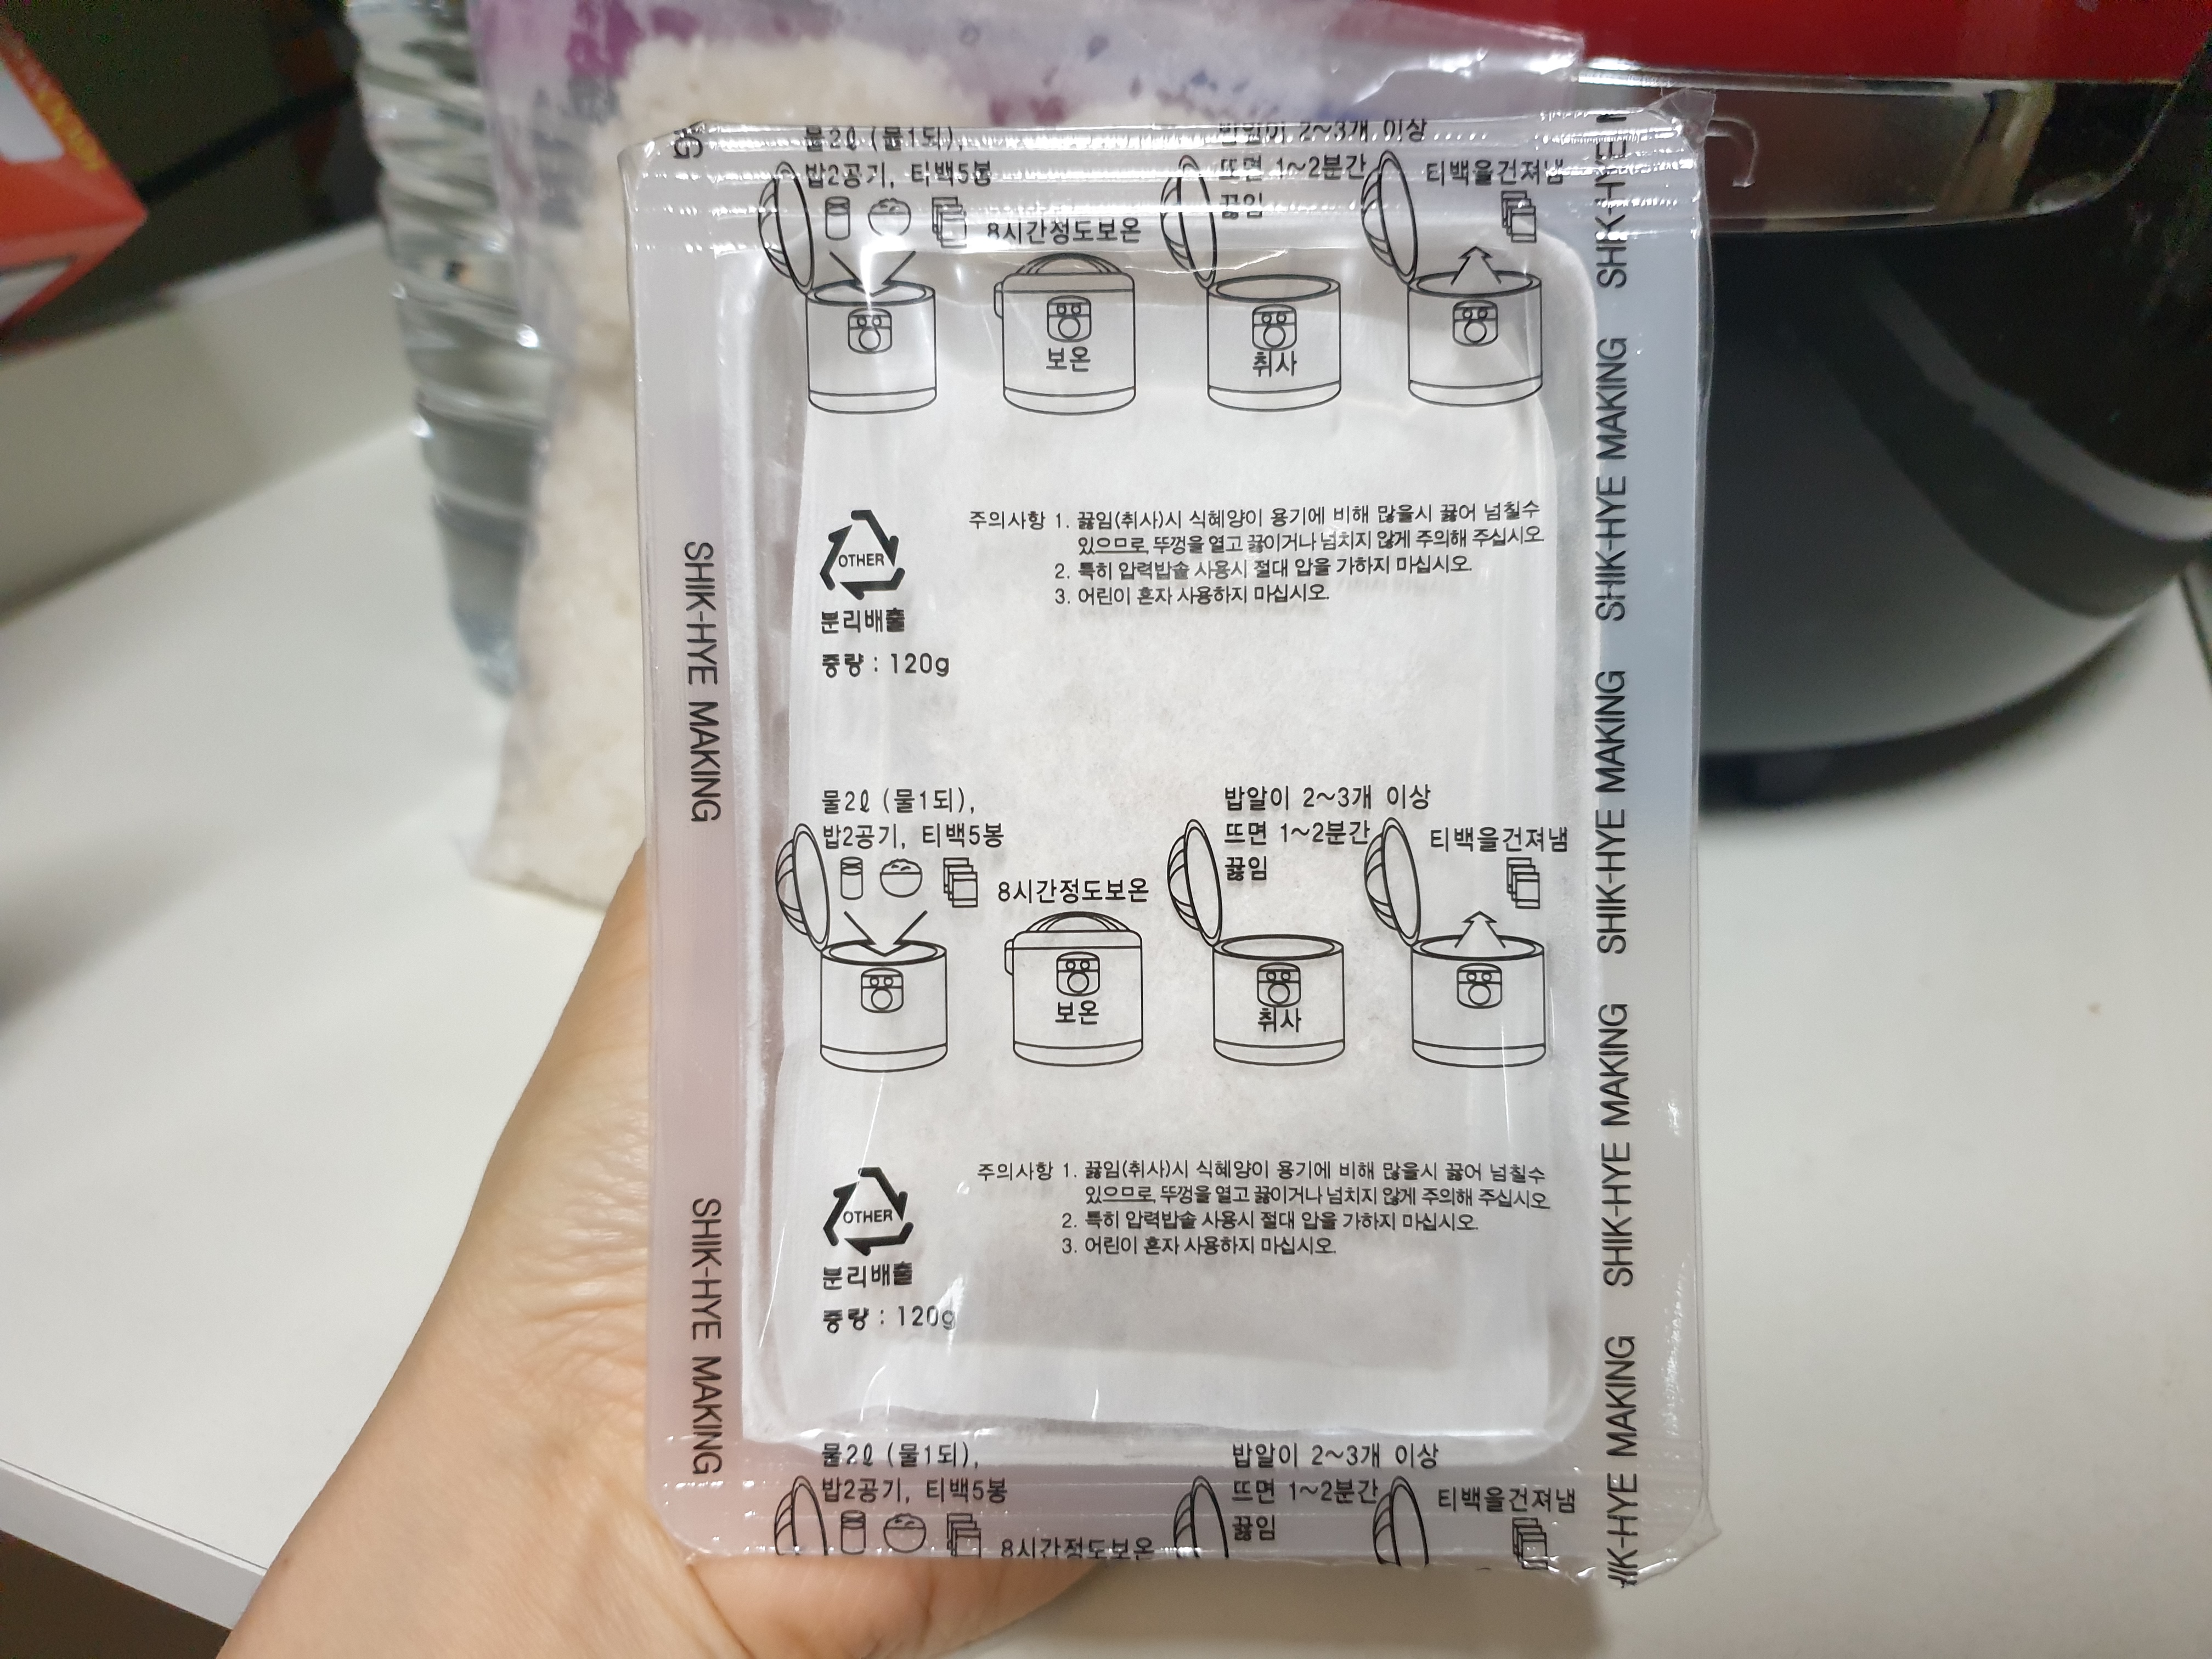 물2ℓ (물1되),
밥2공기, 티백5봉
8시간정도보온
밥알이 2~3개 이상
뜨면 1~2분간
끓임
티백을건져냄
보온
취사
OTHER
분리배출
중량 : 120g
주의사항 1. 끓임(취사)시 식혜양이 용기에 비해 많을시 끓어 넘칠수
있으므로, 뚜껑을 열고 끓이거나 넘치지 않게 주의해 주십시오.
2. 특히 압력밥솥 사용시 절대 압을 가하지 마십시오.
3. 어린이 혼자 사용하지 마십시오.
물2ℓ (물1되),
밥2공기, 티백5봉
8시간정도보온
밥알이 2~3개 이상
뜨면 1~2분간
끓임
티백을건져냄
보온
취사
OTHER
분리배출
중량 : 120g
주의사항 1. 끓임(취사)시 식혜양이 용기에 비해 많을시 끓어 넘칠수
있으므로, 뚜껑을 열고 끓이거나 넘치지 않게 주의해 주십시오
2. 특히 압력밥솥 사용시 절대 압을 가하지 마십시오.
3. 어린이 혼자 사용하지 마십시오.
물2ℓ (물1되),
밥2공기, 티백5봉
8시간정도보온
밥알이 2~3개 이상
뜨면 1~2분간
끓임
티백을건져냄
SHIK-HYE MAKING
SHIK-HYE MAKING
SHIK-HYE MAKING
SHIK-HYE MAKING
SHIK-HYE MAKING
SHIK-HYE MAKING
IK-HYE MAKING